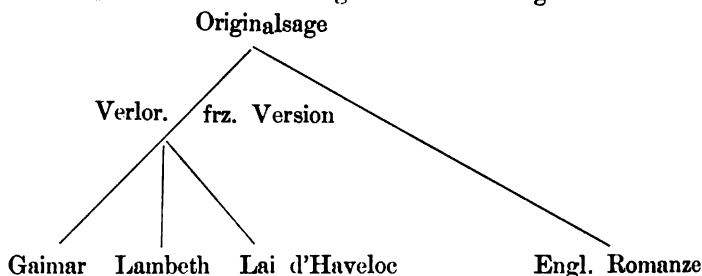 Originalsage
Verlor. frz. Version
Gaimar Lambeth Lai d'Haveloc Engl. Romanze